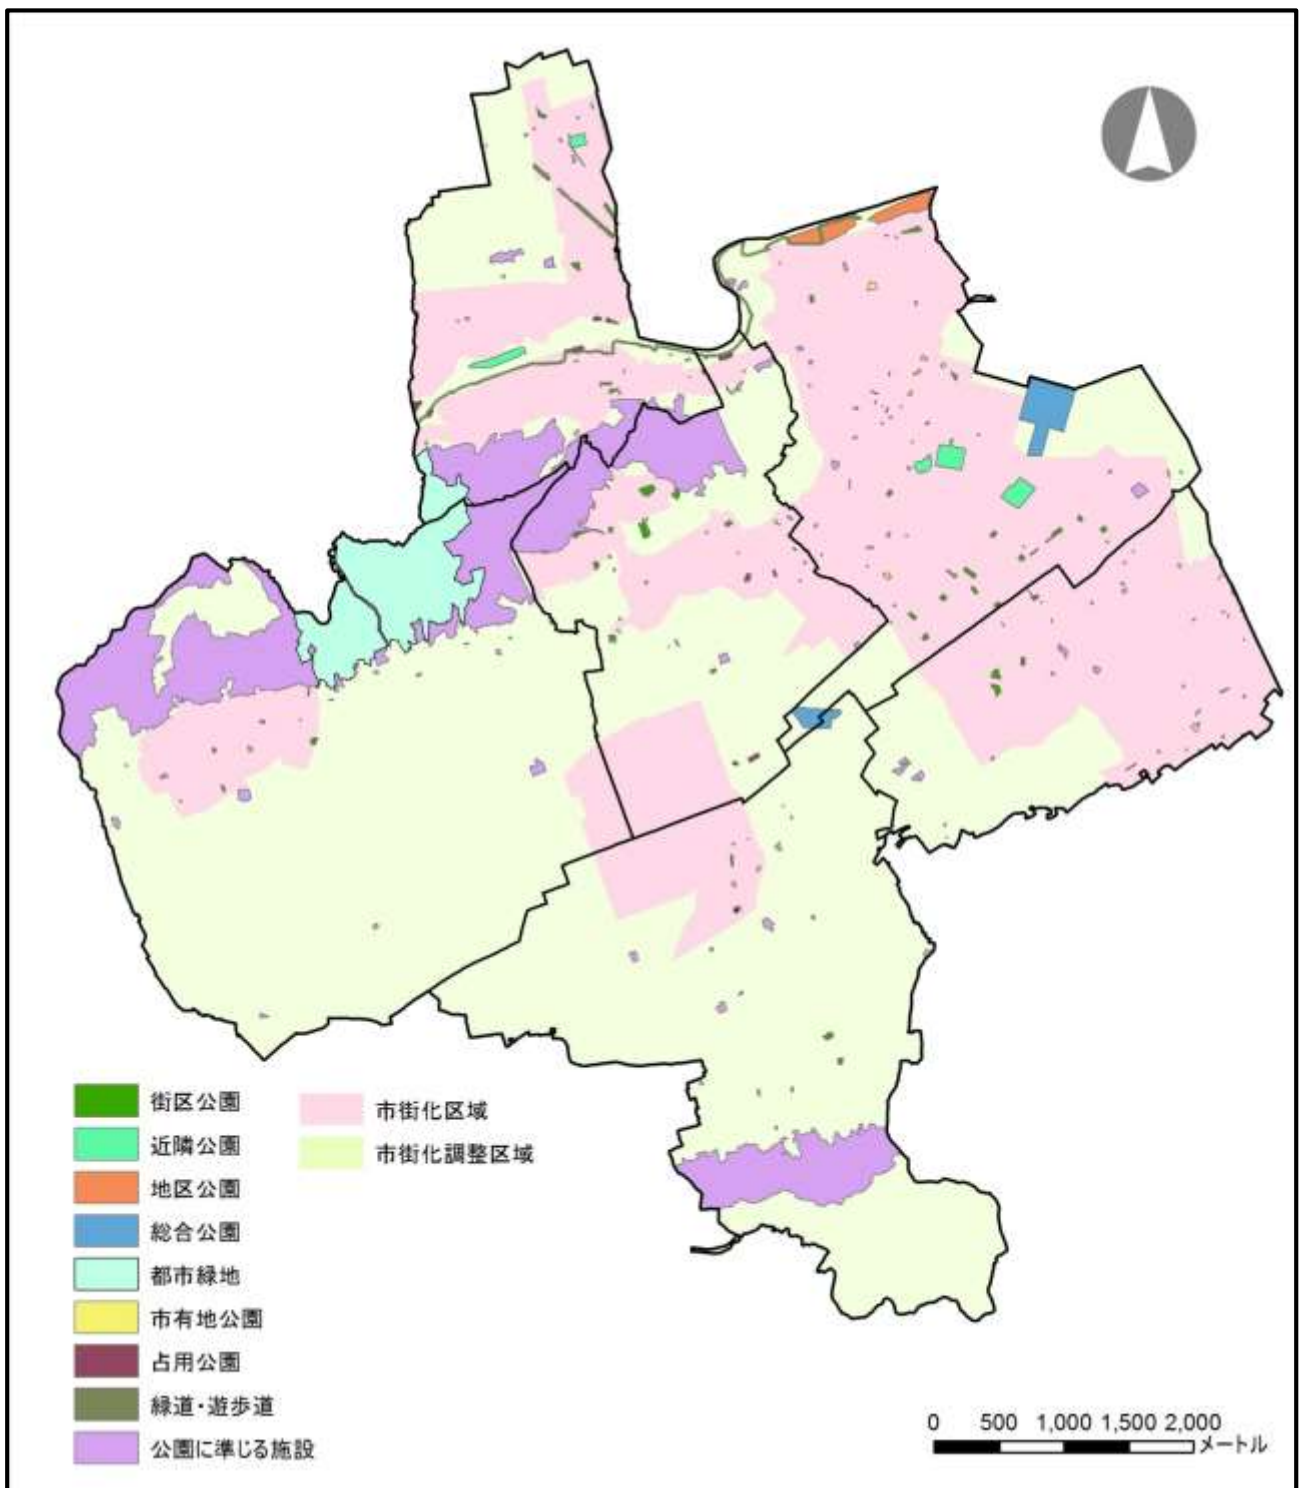 街区公園
近隣公園
地区公園
総合公園
都市緑地
市有地公園
占用公園
緑道・遊歩道
公園に準じる施設
市街化区域
市街化調整区域
0 500 1,000 1,500 2,000
メートル